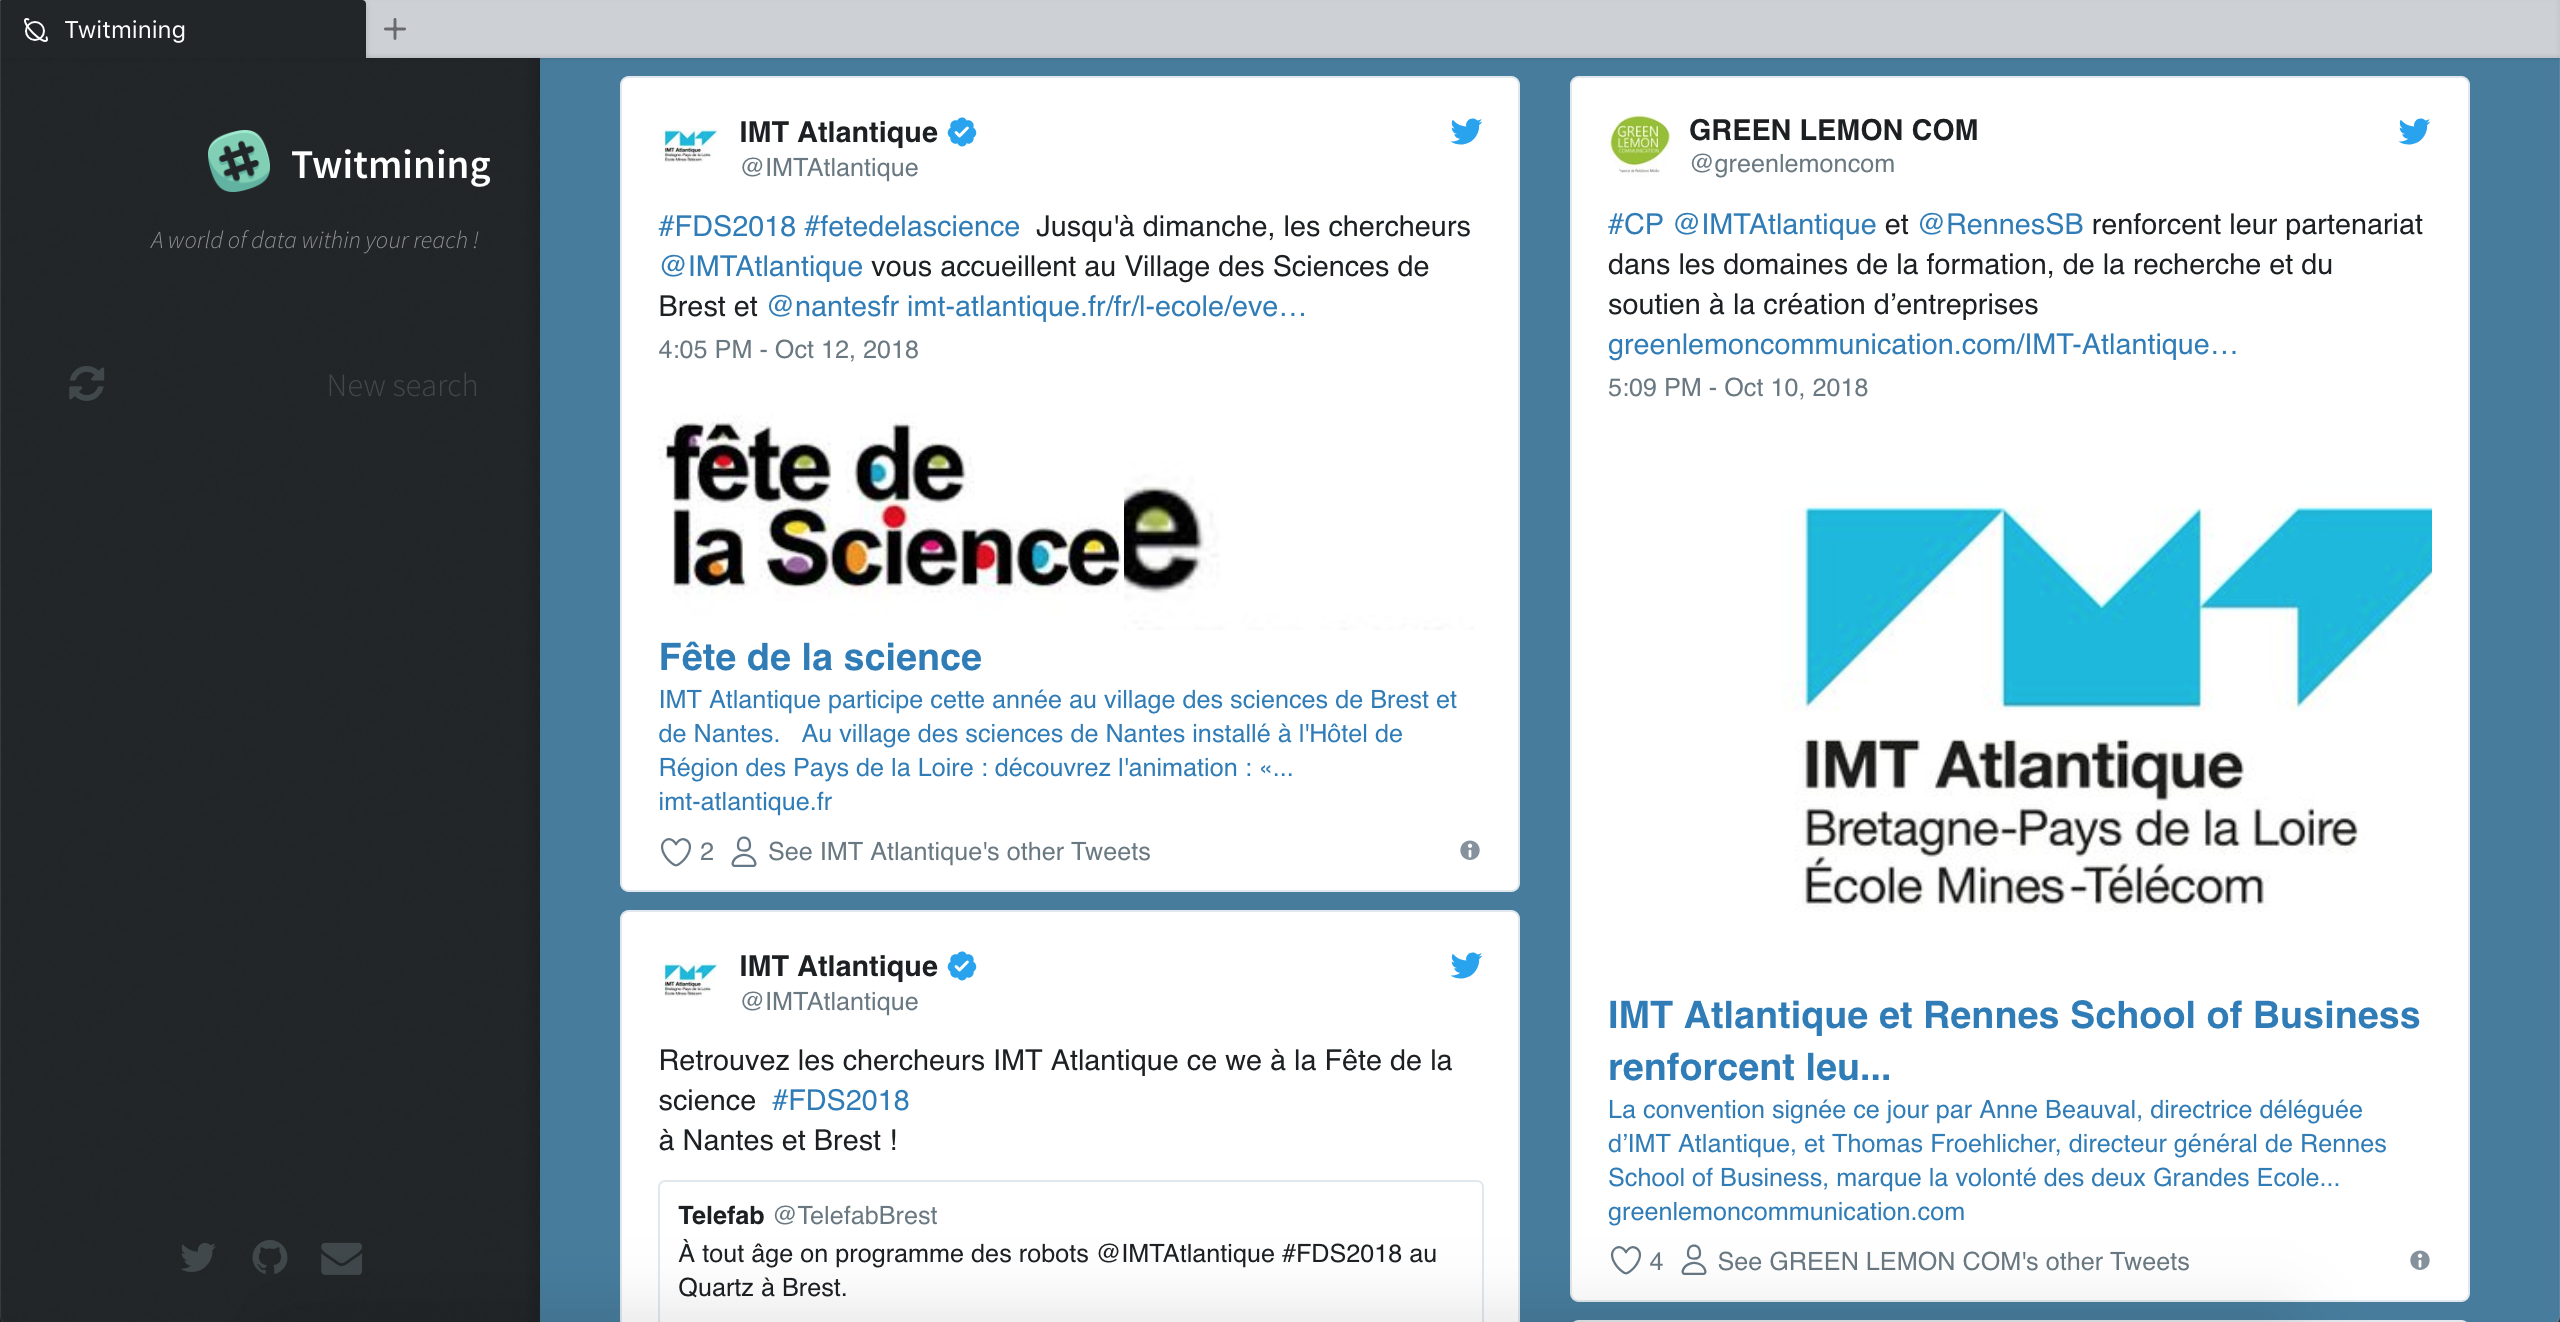 Twitmining
Twitmining
A world of data within your reach !
New search
IMT Atlantique
@IMTAtlantique
#FDS2018 #fetedelascience Jusqu'à dimanche, les chercheurs
@IMTAtlantique vous accueillent au Village des Sciences de
Brest et @nantesfr imt-atlantique.fr/fr/l-ecole/eve…
4:05 PM - Oct 12, 2018
fête de
la Sciencee
Fête de la science
IMT Atlantique participe cette année au village des sciences de Brest et
de Nantes. Au village des sciences de Nantes installé à l'Hôtel de
Région des Pays de la Loire : découvrez l'animation : «...
imt-atlantique.fr
2 See IMT Atlantique's other Tweets
IMT Atlantique
@IMTAtlantique
Retrouvez les chercheurs IMT Atlantique ce we à la Fête de la
science #FDS2018
à Nantes et Brest !
Telefab @TelefabBrest
À tout âge on programme des robots @IMTAtlantique #FDS2018 au
Quartz à Brest.
GREEN LEMON
GREEN LEMON COM
@greenlemoncom
#CP @IMTAtlantique et @RennesSB renforcent leur partenariat
dans les domaines de la formation, de la recherche et du
soutien à la création d’entreprises
greenlemoncommunication.com/IMT-Atlantique…
5:09 PM - Oct 10, 2018
IMT Atlantique
Bretagne-Pays de la Loire
École Mines-Télécom
IMT Atlantique et Rennes School of Business
renforcent leu...
La convention signée ce jour par Anne Beauval, directrice déléguée
d’IMT Atlantique, et Thomas Froehlicher, directeur général de Rennes
School of Business, marque la volonté des deux Grandes Ecole...
greenlemoncommunication.com
4 See GREEN LEMON COM's other Tweets